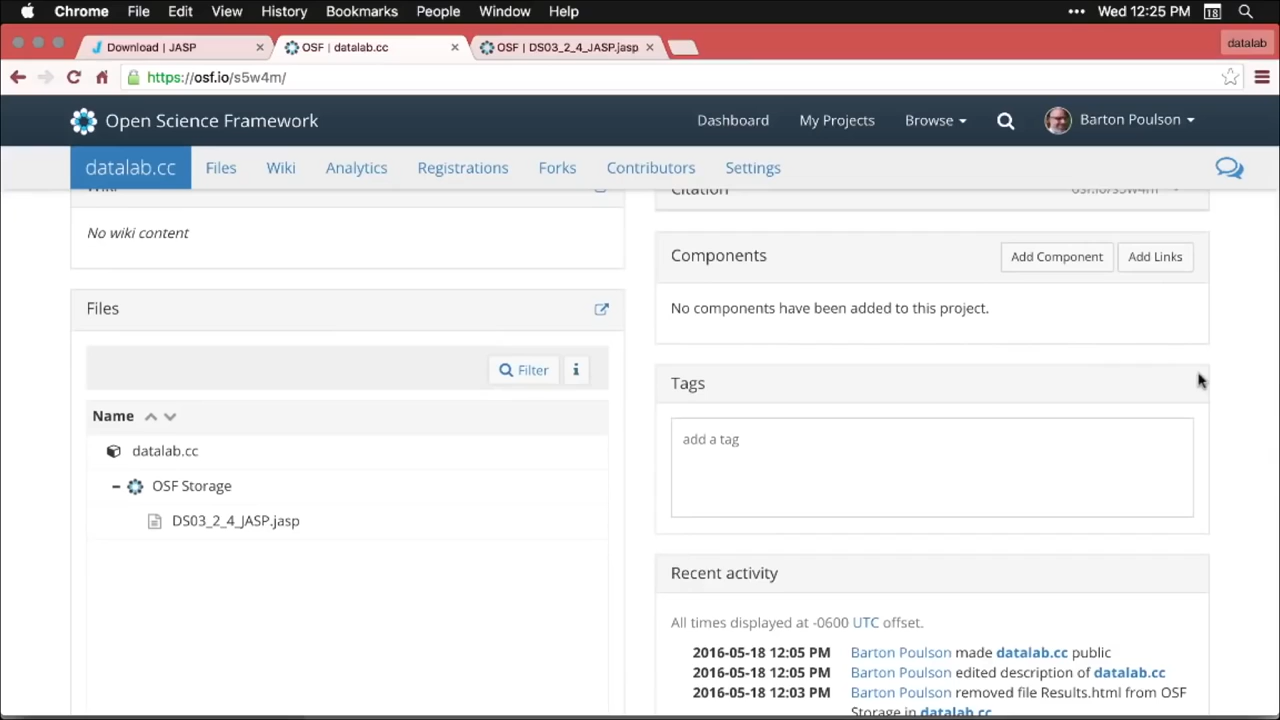 Chrome File Edit View History Bookmarks People Window Help ••• Wed 12:25 PM 18
Download | JASP × OSF | datalab.cc × OSF | DS03_2_4_JASP.jasp × datalab
https://osf.io/s5w4m/
Open Science Framework Dashboard My Projects Browse Barton Poulson
datalab.cc Files Wiki Analytics Registrations Forks Contributors Settings
Wiki
Citation osf.io/s5w4m
No wiki content
Components Add Component Add Links
No components have been added to this project.
Files
Filter i
Name
datalab.cc
OSF Storage
DS03_2_4_JASP.jasp
Tags
add a tag
Recent activity
All times displayed at -0600 UTC offset.
2016-05-18 12:05 PM Barton Poulson made datalab.cc public
2016-05-18 12:05 PM Barton Poulson edited description of datalab.cc
2016-05-18 12:03 PM Barton Poulson removed file Results.html from OSF
Storage in datalab.cc